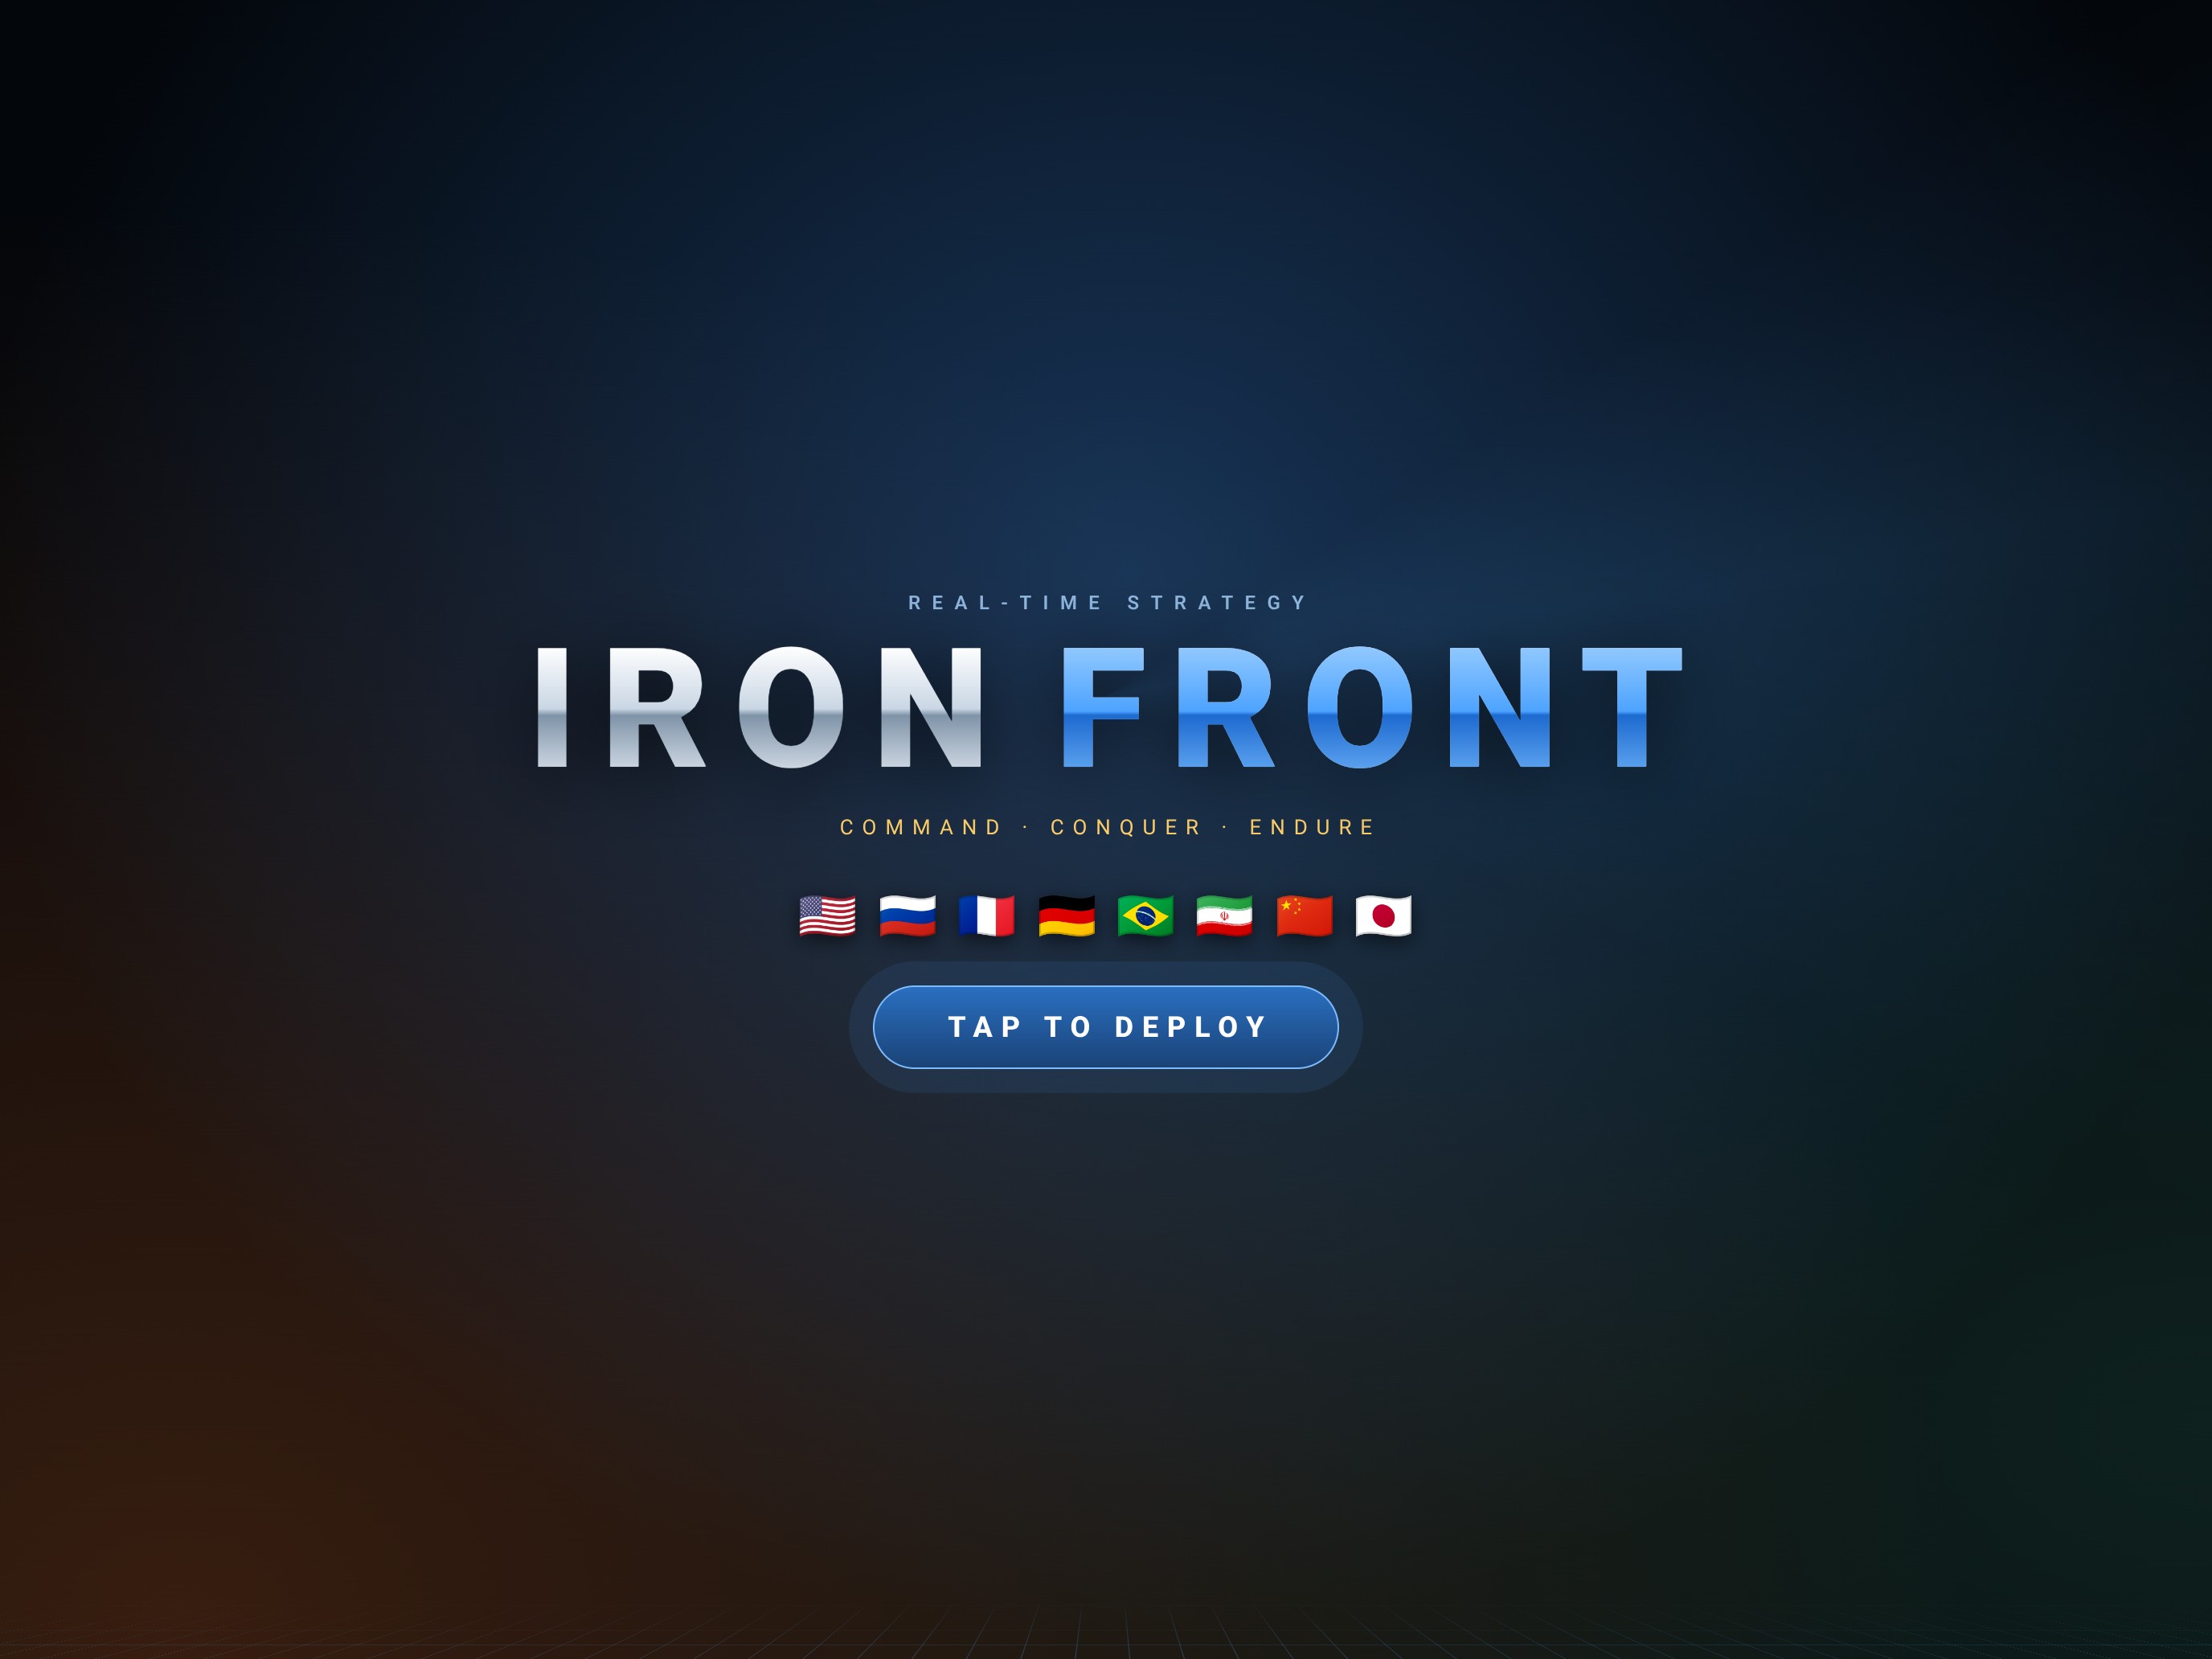 REAL-TIME STRATEGY
IRON FRONT
COMMAND · CONQUER · ENDURE
TAP TO DEPLOY